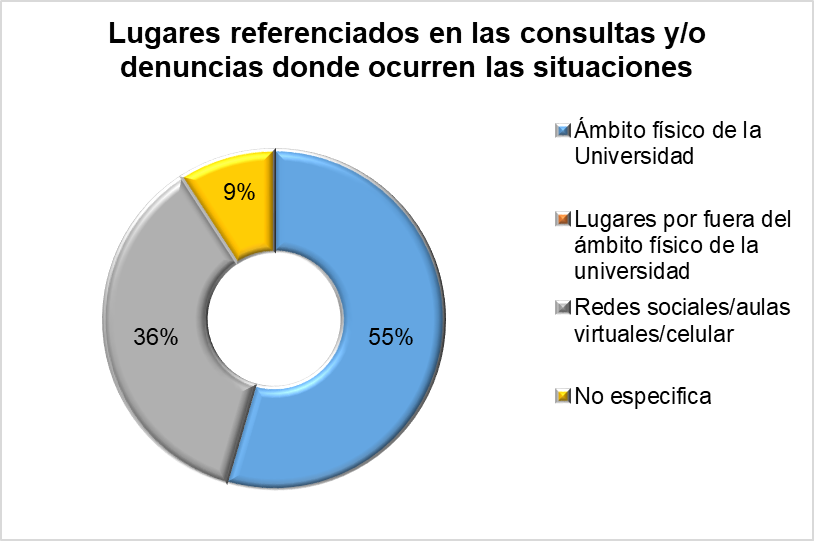 Lugares referenciados en las consultas y/o
denuncias donde ocurren las situaciones
9%
36%
55%
Ámbito físico de la
Universidad
Lugares por fuera del
ámbito físico de la
universidad
Redes sociales/aulas
virtuales/celular
No especifica